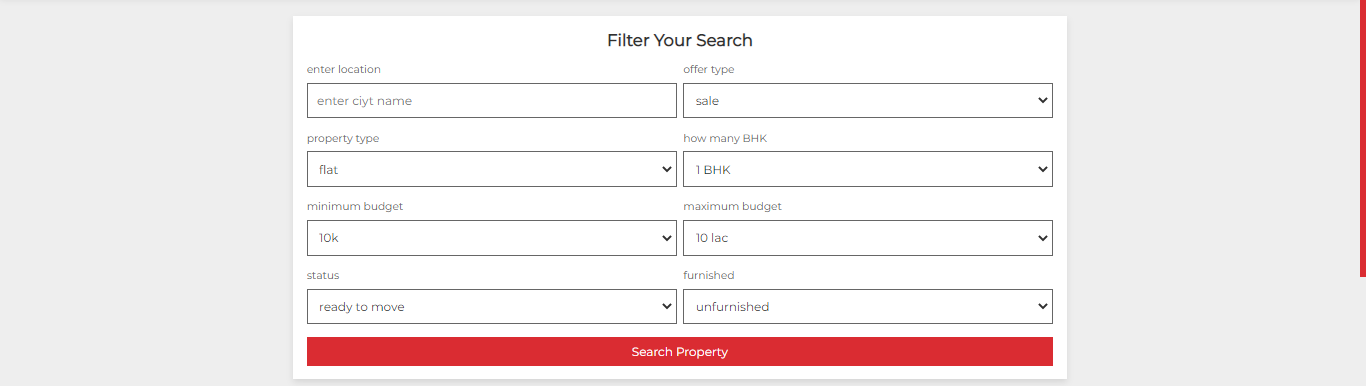 Filter Your Search
enter location
offer type
enter ciyt name
sale
property type
how many BHK
flat
1 BHK
minimum budget
maximum budget
10k
10 lac
status
furnished
ready to move
unfurnished
Search Property